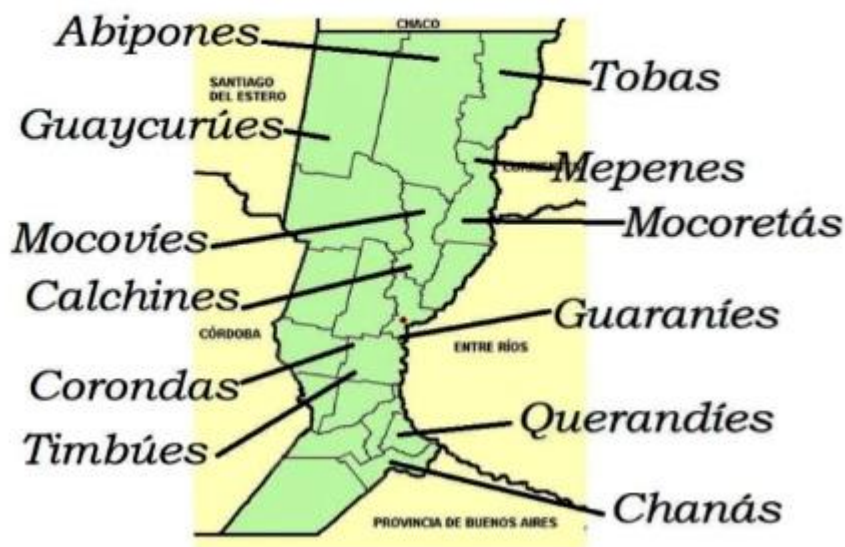 CHACO
Abipones
Tobas
SANTIAGO
DEL ESTERO
Guaycurúes
Mepenes
Mocoretás
Mocovíes
Calchines
Guaraníes
CÓRDOBA
ENTRE RÍOS
Corondas
Querandíes
Timbúes
Chanás
PROVINCIA DE BUENOS AIRES